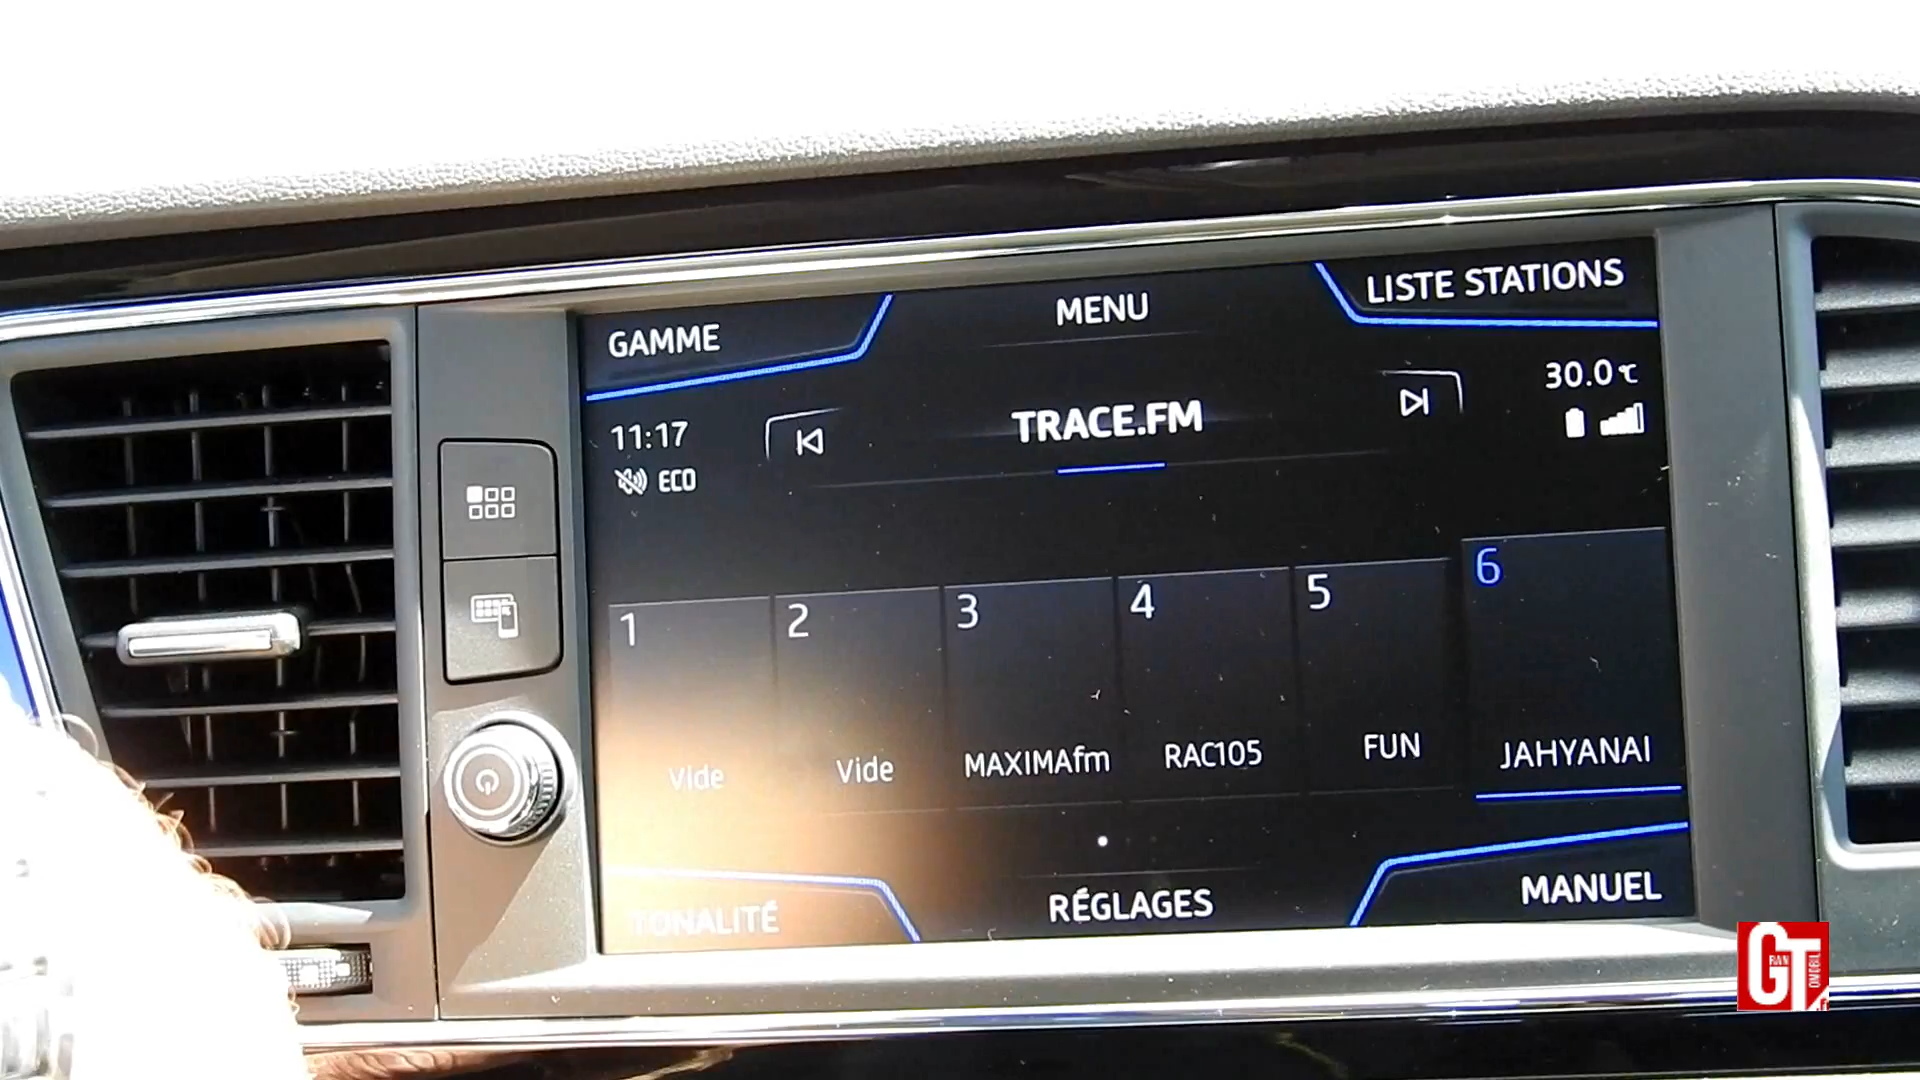 GAMME
MENU
LISTE STATIONS
11:17
ECO
TRACE.FM
30.0°C
1
2
3
4
5
6
Vide
Vide
MAXIMAfm
RAC105
FUN
JAHYANAI
TONALITÉ
RÉGLAGES
MANUEL
GT